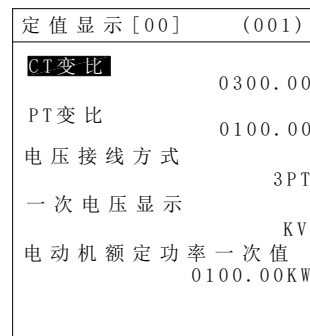 定值显示[00] (001)
CT变比
0300.00
PT变比
0100.00
电压接线方式
3PT
一次电压显示
KV
电动机额定功率一次值
0100.00KW